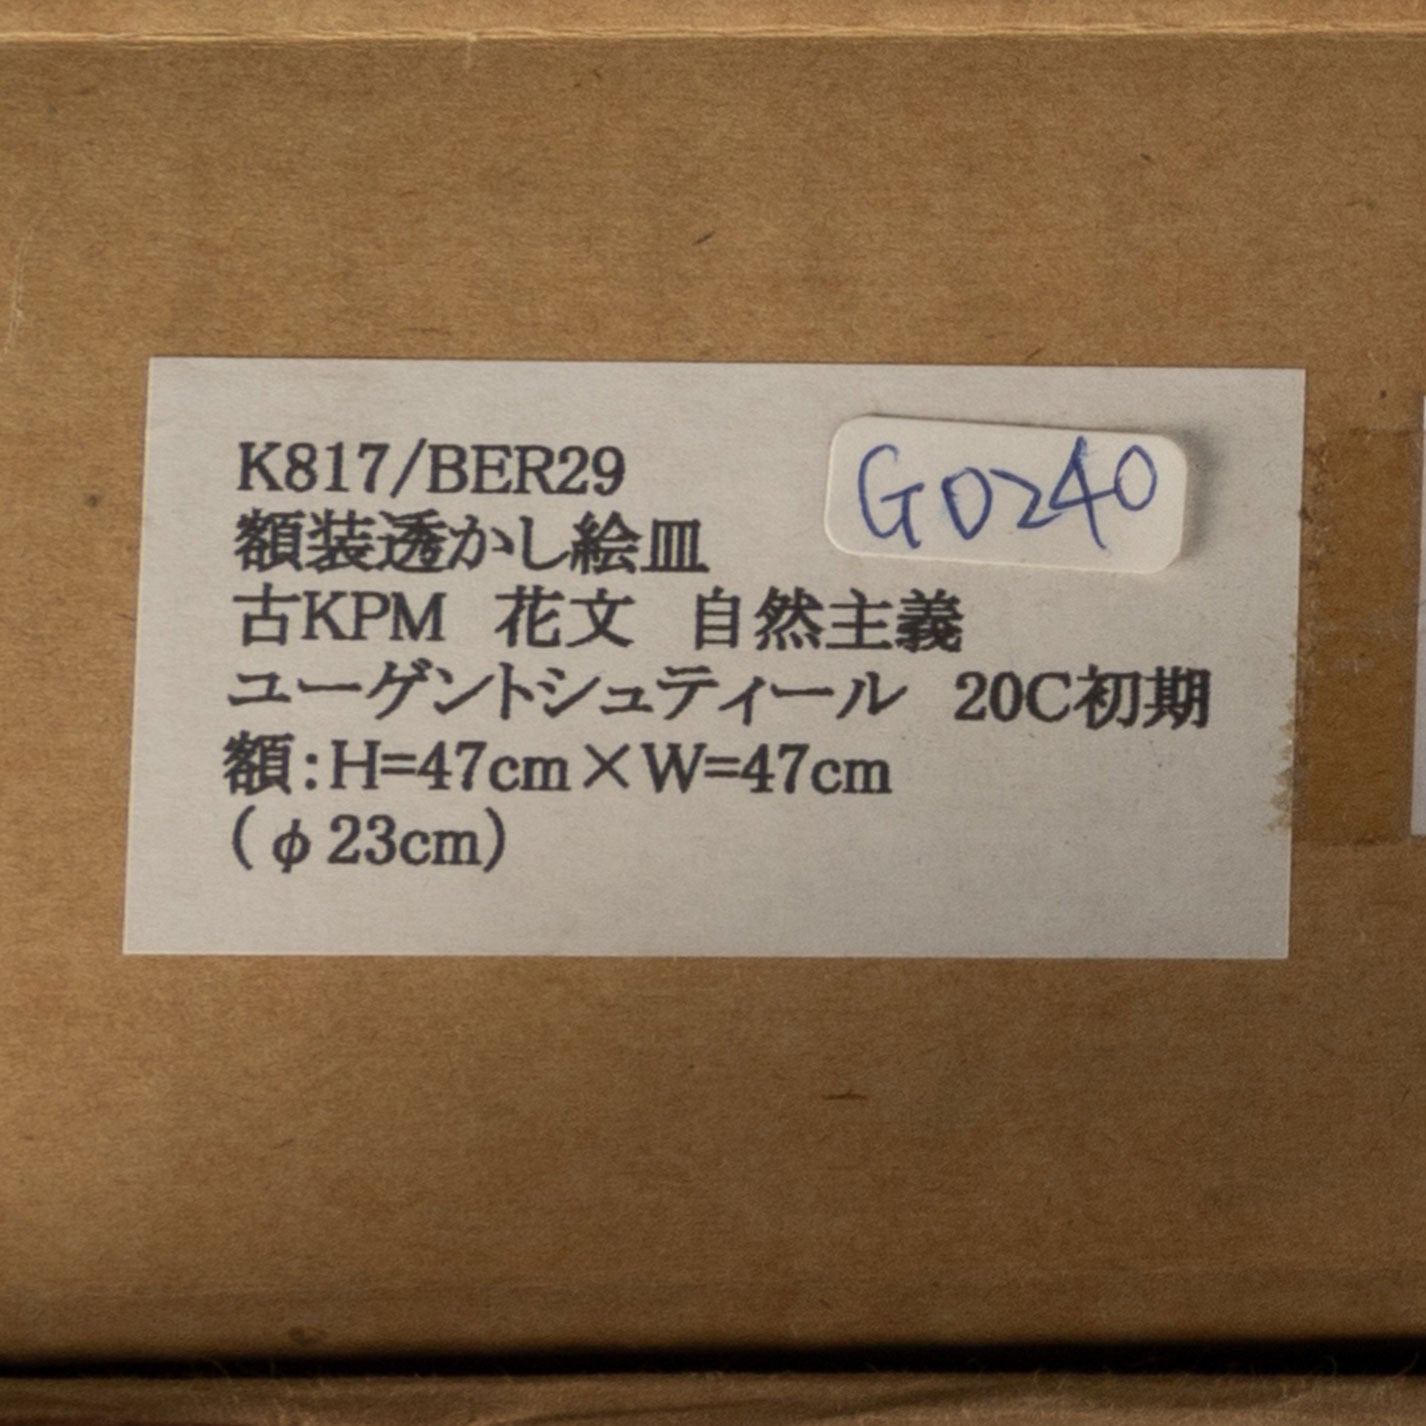 K817/BER29
G0240
額装透かし絵皿
古KPM　花文　自然主義
ユーゲントシュティール　20C初期
額：H=47cm×W=47cm
(φ23cm)